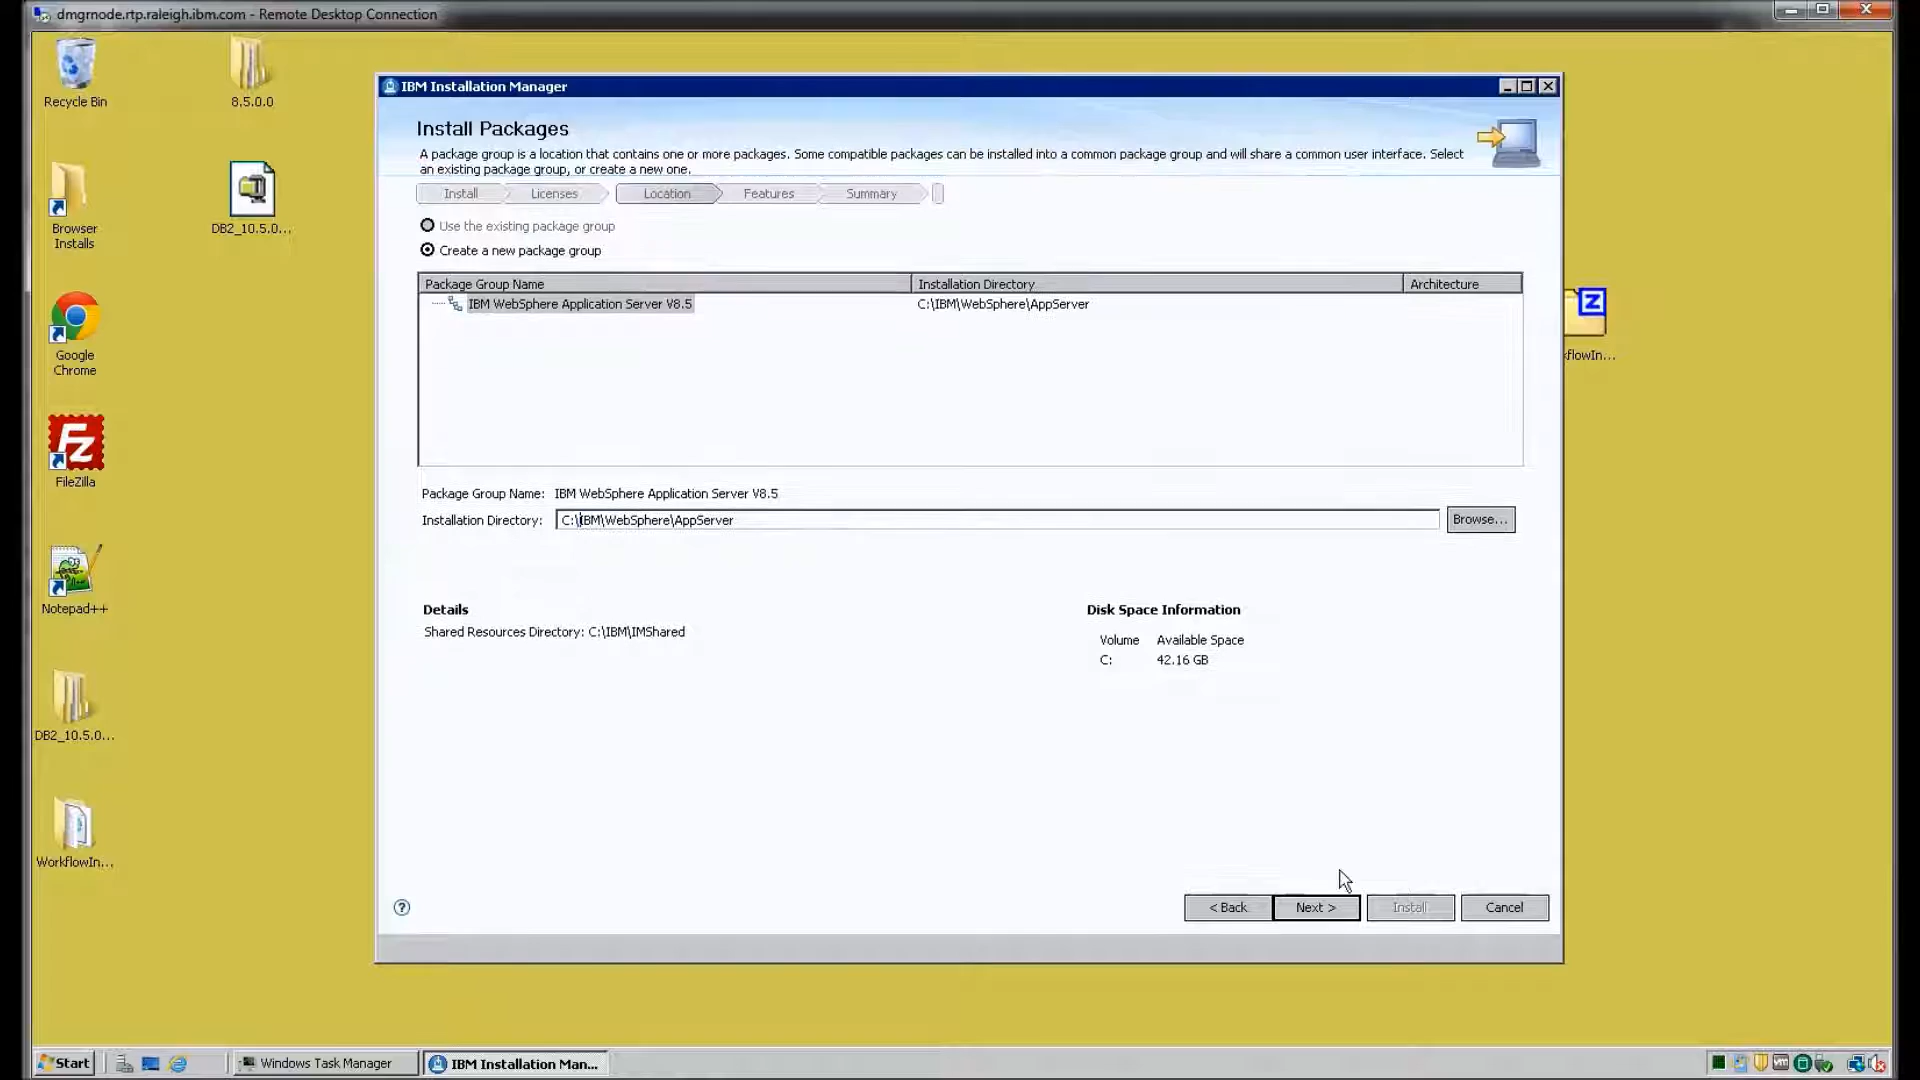 dmgrnode.rtp.raleigh.ibm.com - Remote Desktop Connection
Recycle Bin
8.5.0.0
Browser
Installs
DB2_10.5.0...
Google
Chrome
FileZilla
Notepad++
DB2_10.5.0...
WorkflowIn...
kflowIn...
IBM Installation Manager
Install Packages
A package group is a location that contains one or more packages. Some compatible packages can be installed into a common package group and will share a common user interface. Select
an existing package group, or create a new one.
Install Licenses Location Features Summary
Use the existing package group
Create a new package group
Package Group Name Installation Directory Architecture
IBM WebSphere Application Server V8.5 C:\IBM\WebSphere\AppServer
Package Group Name: IBM WebSphere Application Server V8.5
Installation Directory: C:\IBM\WebSphere\AppServer Browse...
Details
Shared Resources Directory: C:\IBM\IMShared
Disk Space Information
Volume Available Space
C: 42.16 GB
? < Back Next > Install Cancel
Start Windows Task Manager IBM Installation Man...